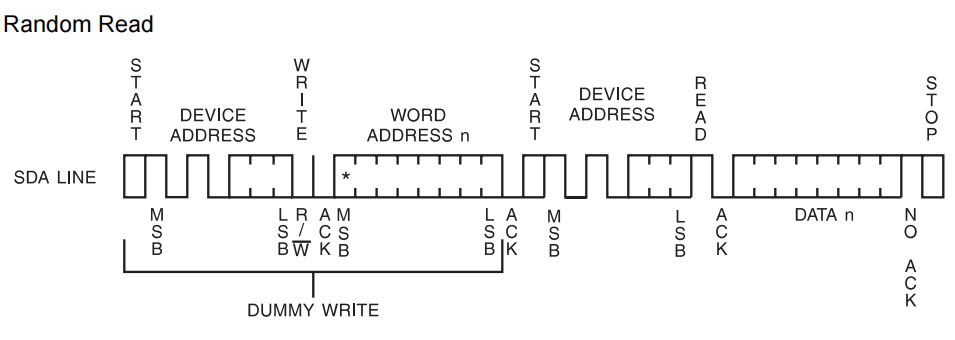 Random Read
START
DEVICE
ADDRESS
WRITE
WORD
ADDRESS n
START
DEVICE
ADDRESS
READ
STOP
SDA LINE
*
MSB
LSB
R/W
ACK
MSB
LSB
ACK
MSB
LSB
ACK
DATA n
NO ACK
DUMMY WRITE